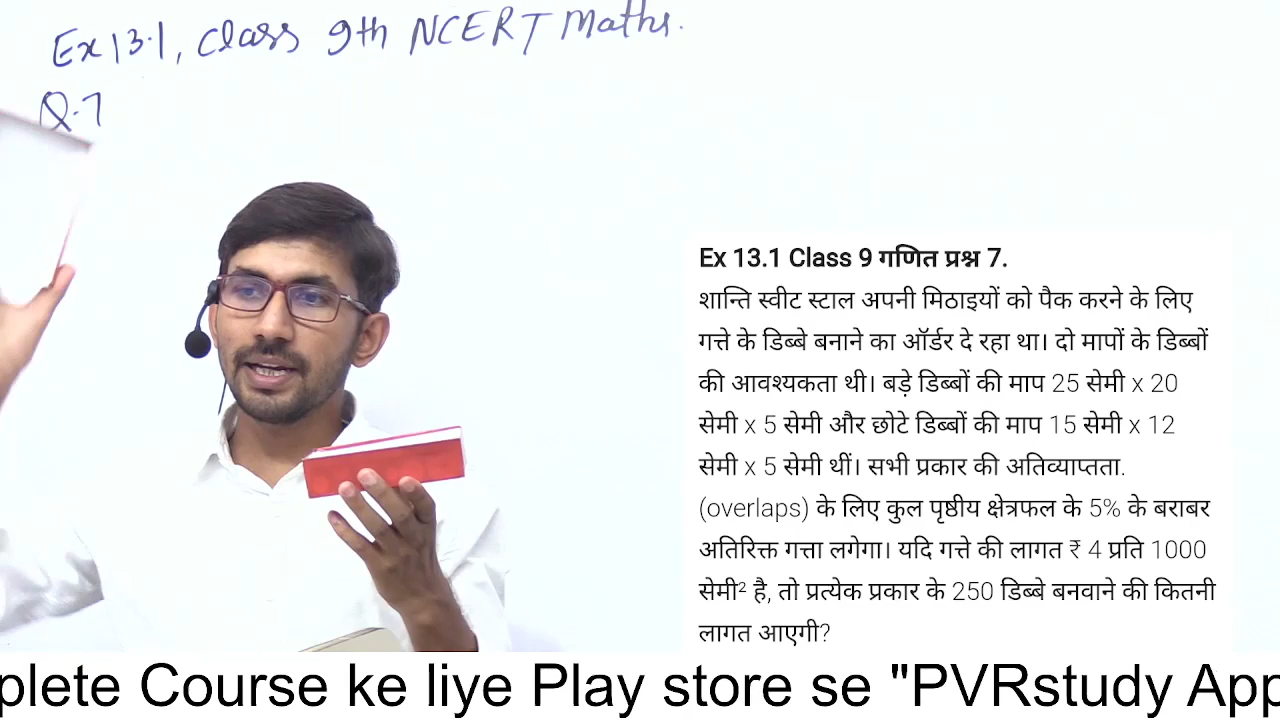 Ex 13.1, Class 9th NCERT Maths.
Q.7
Ex 13.1 Class 9 गणित प्रश्न 7.
शान्ति स्वीट स्टाल अपनी मिठाइयों को पैक करने के लिए
गत्ते के डिब्बे बनाने का ऑर्डर दे रहा था। दो मापों के डिब्बों
की आवश्यकता थी। बड़े डिब्बों की माप 25 सेमी x 20
सेमी x 5 सेमी और छोटे डिब्बों की माप 15 सेमी x 12
सेमी x 5 सेमी थीं। सभी प्रकार की अतिव्याप्तता.
(overlaps) के लिए कुल पृष्ठीय क्षेत्रफल के 5% के बराबर
अतिरिक्त गत्ता लगेगा। यदि गत्ते की लागत ₹ 4 प्रति 1000
सेमी² है, तो प्रत्येक प्रकार के 250 डिब्बे बनवाने की कितनी
लागत आएगी?
plete Course ke liye Play store se "PVRstudy App